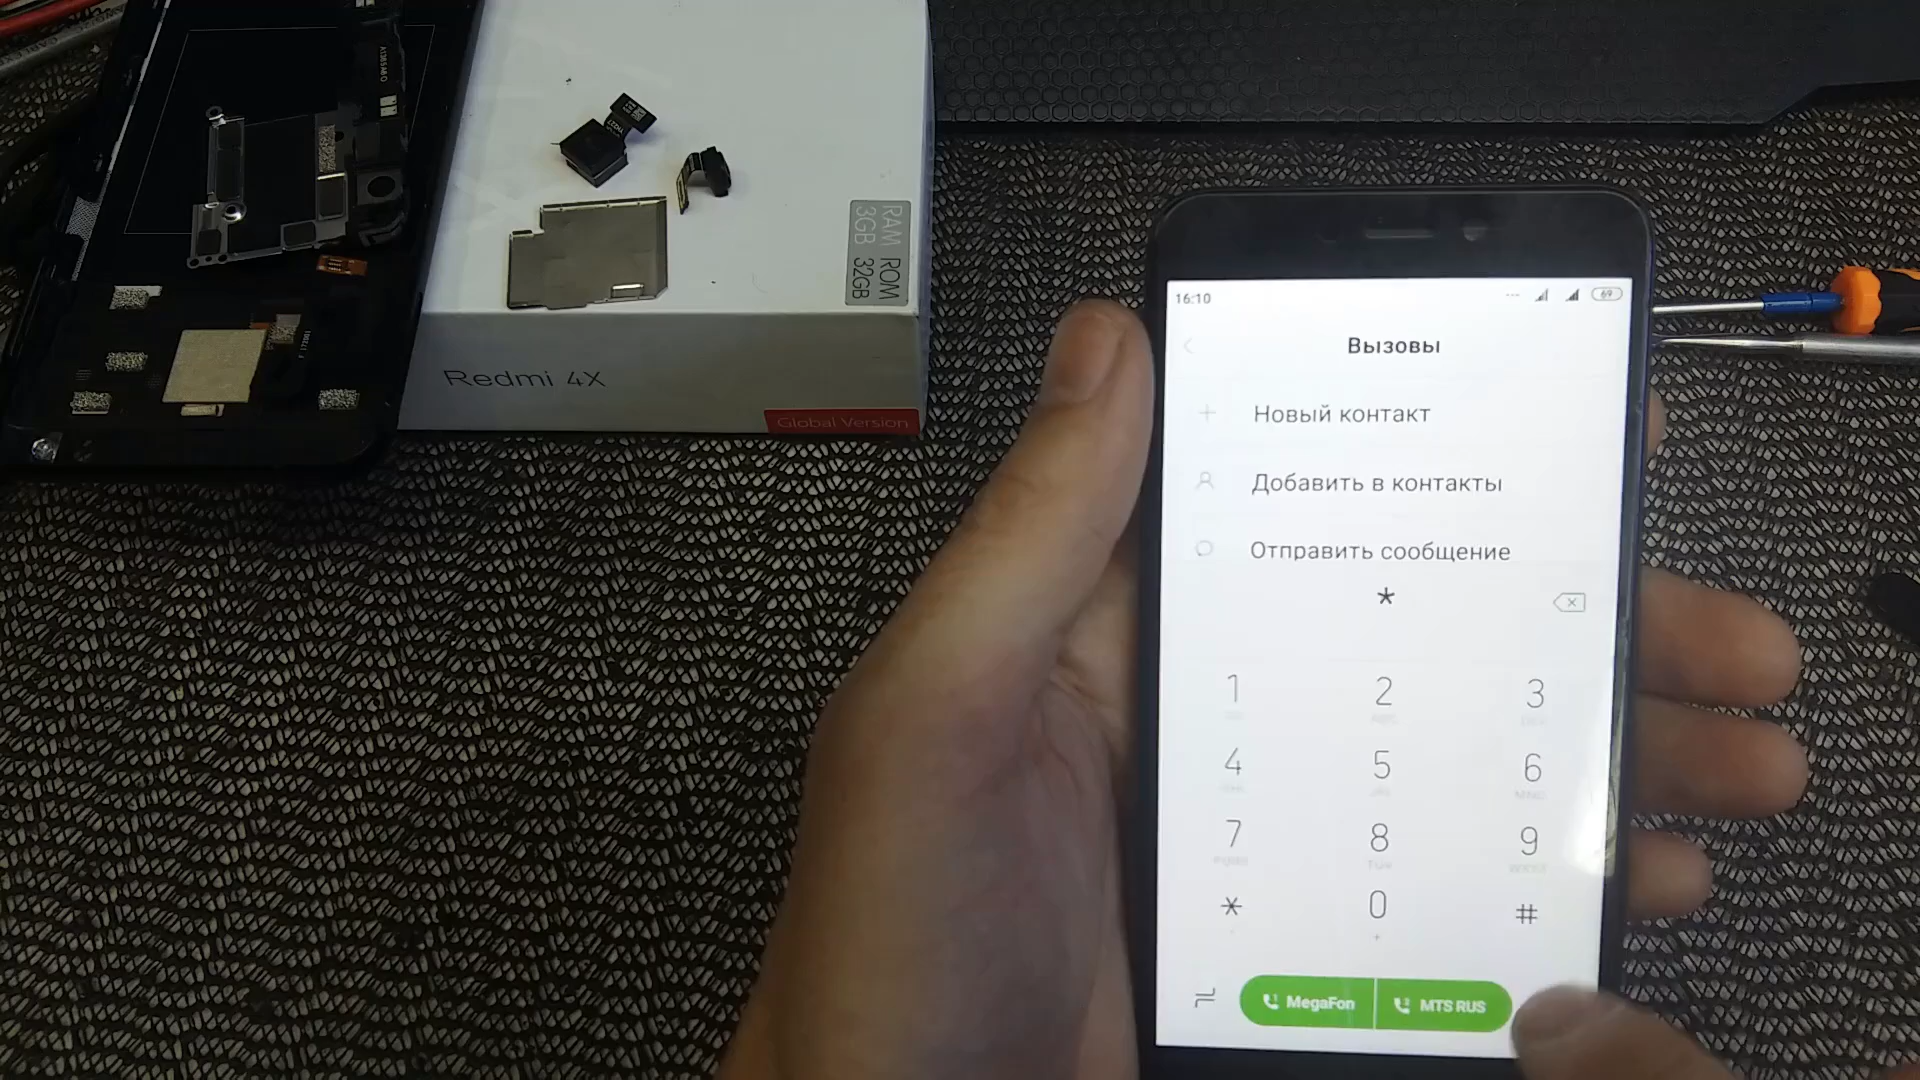 RAM ROM
3GB 32GB
Redmi 4X
Global Version
16:10
69
Вызовы
Новый контакт
Добавить в контакты
Отправить сообщение
*
1 2 3
4 5 6
7 8 9
* 0 #
+
MegaFon MTS RUS